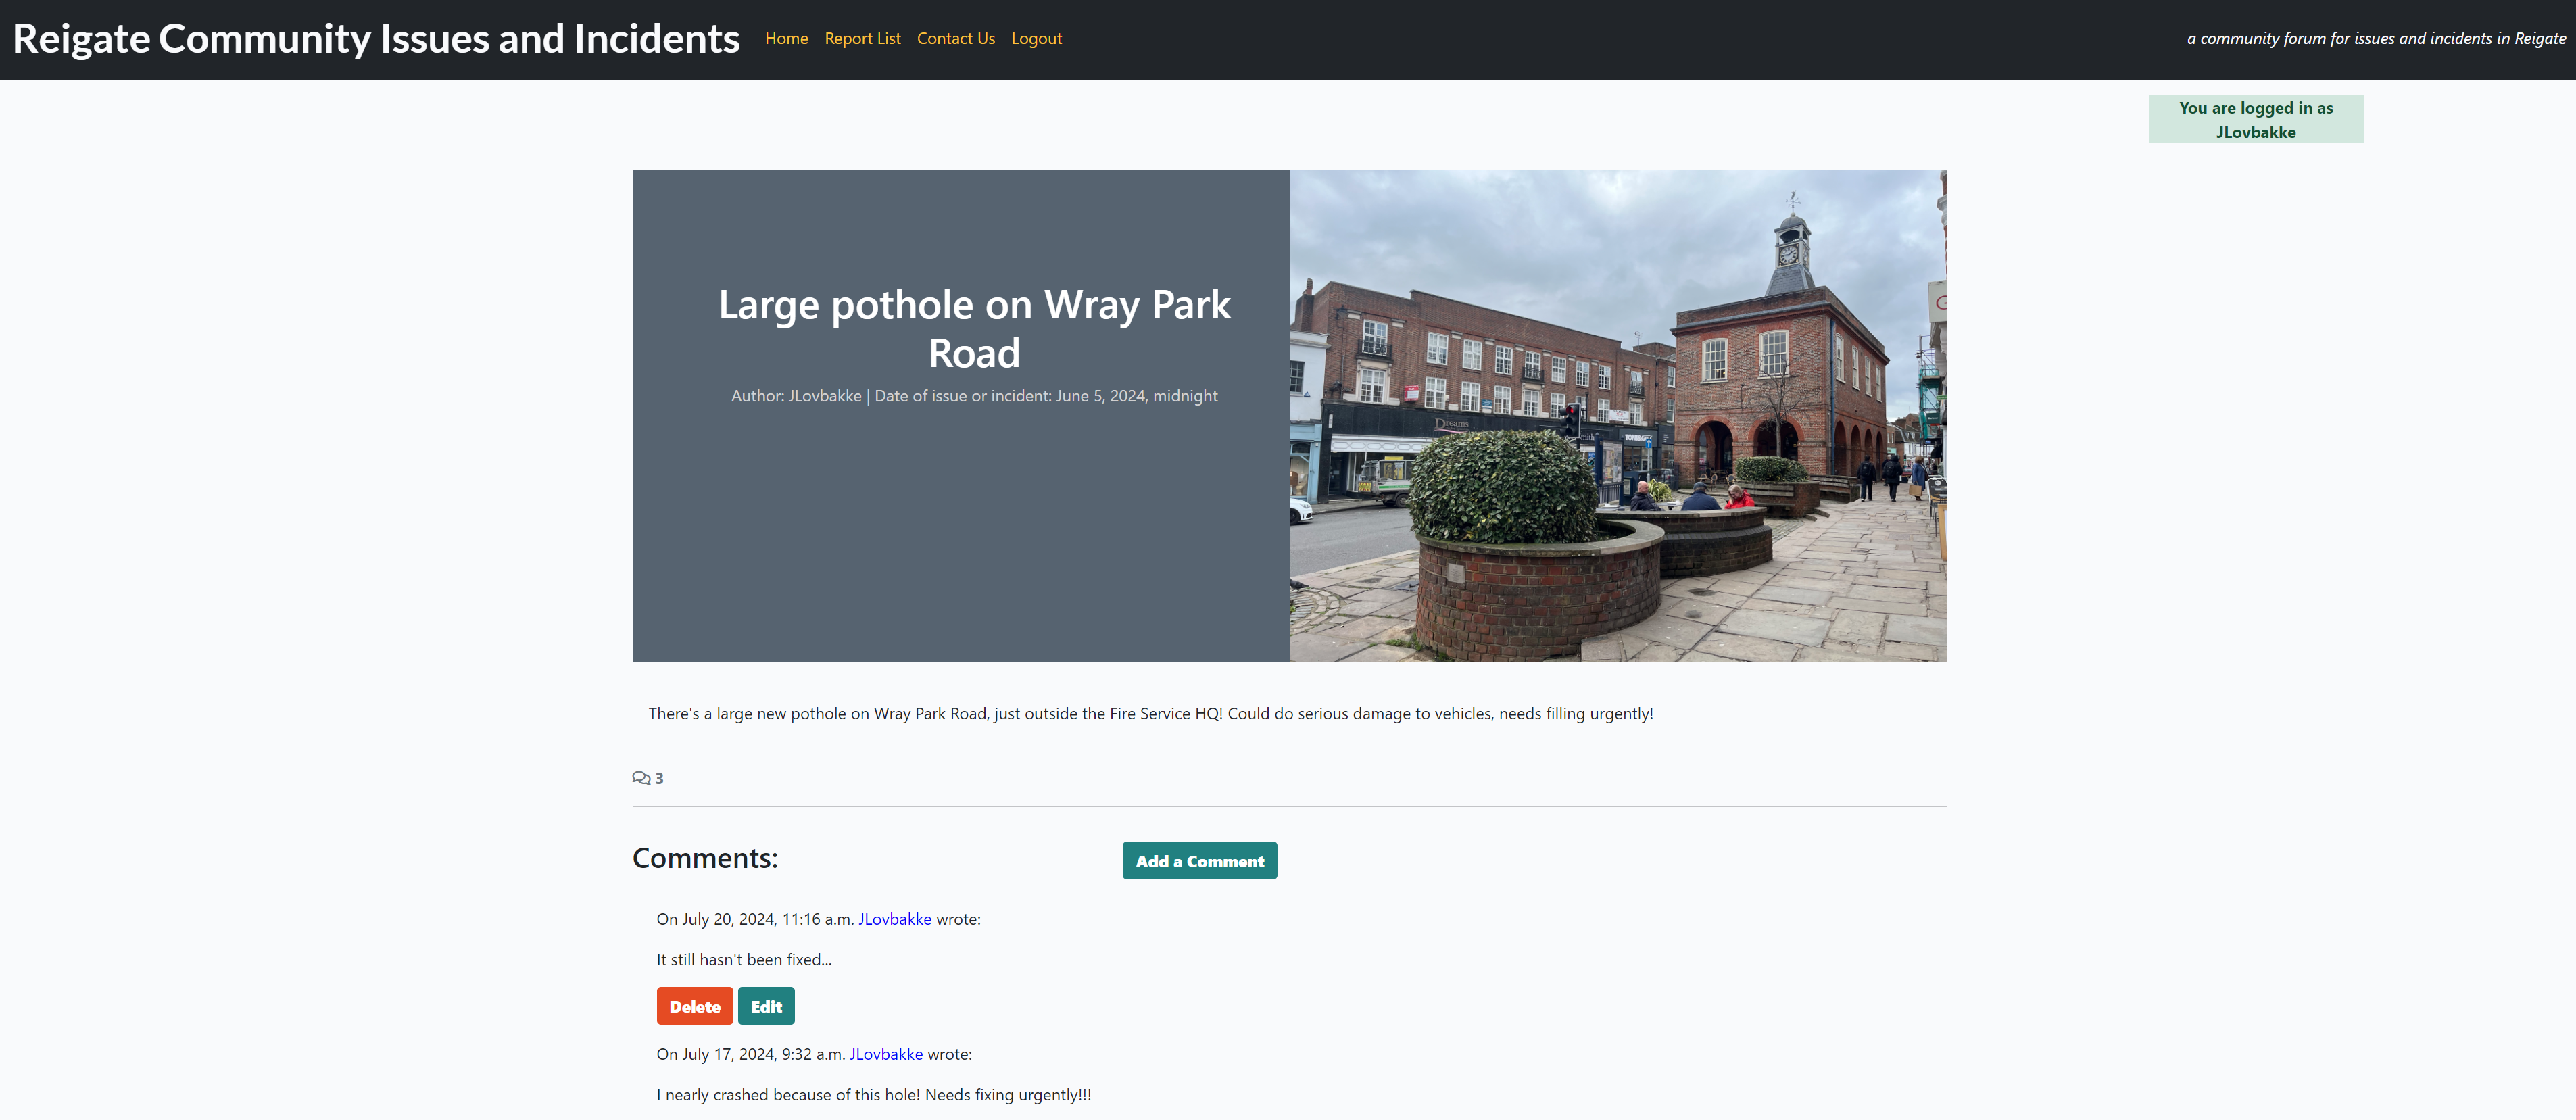 Reigate Community Issues and Incidents Home Report List Contact Us Logout a community forum for issues and incidents in Reigate
You are logged in as
JLovbakke
Large pothole on Wray Park
Road
Author: JLovbakke | Date of issue or incident: June 5, 2024, midnight
Dreams
There's a large new pothole on Wray Park Road, just outside the Fire Service HQ! Could do serious damage to vehicles, needs filling urgently!
3
Comments:
Add a Comment
On July 20, 2024, 11:16 a.m. JLovbakke wrote:
It still hasn't been fixed...
Delete Edit
On July 17, 2024, 9:32 a.m. JLovbakke wrote:
I nearly crashed because of this hole! Needs fixing urgently!!!